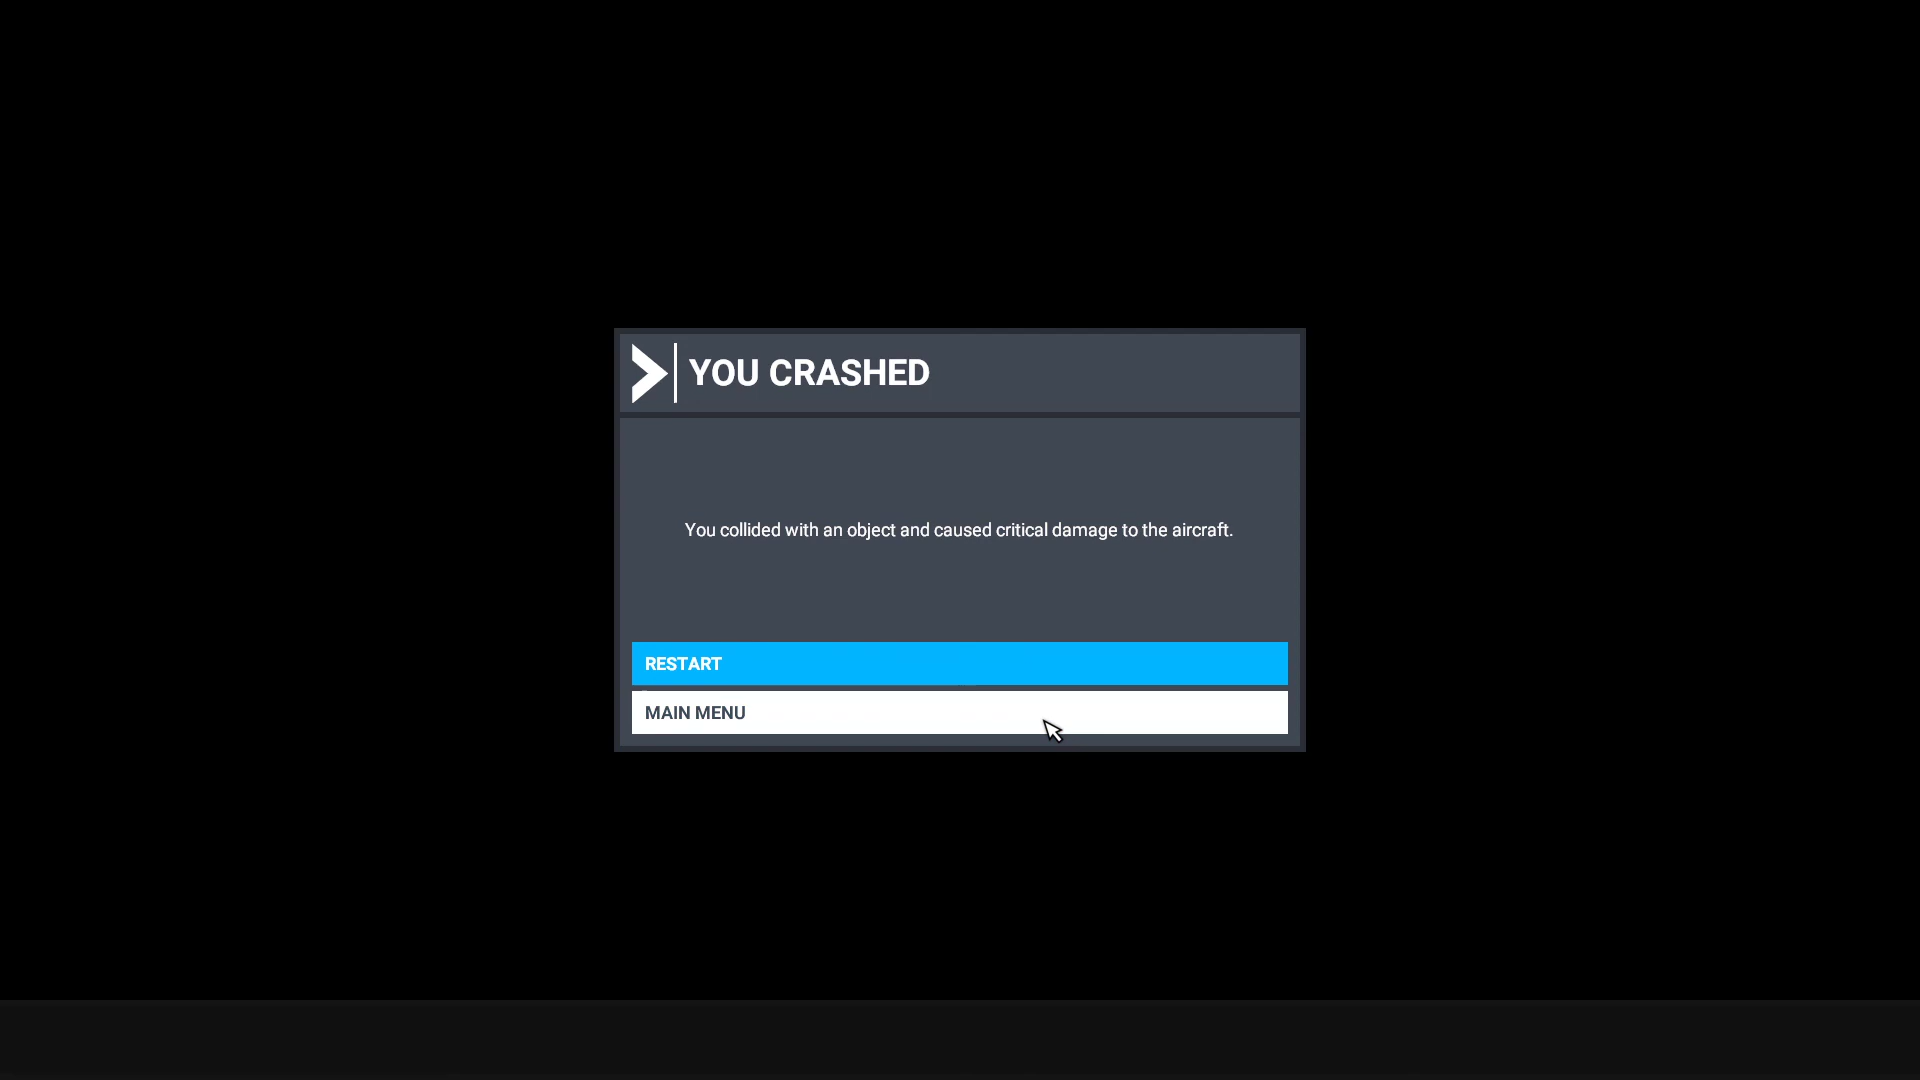 YOU CRASHED
You collided with an object and caused critical damage to the aircraft.
RESTART
MAIN MENU